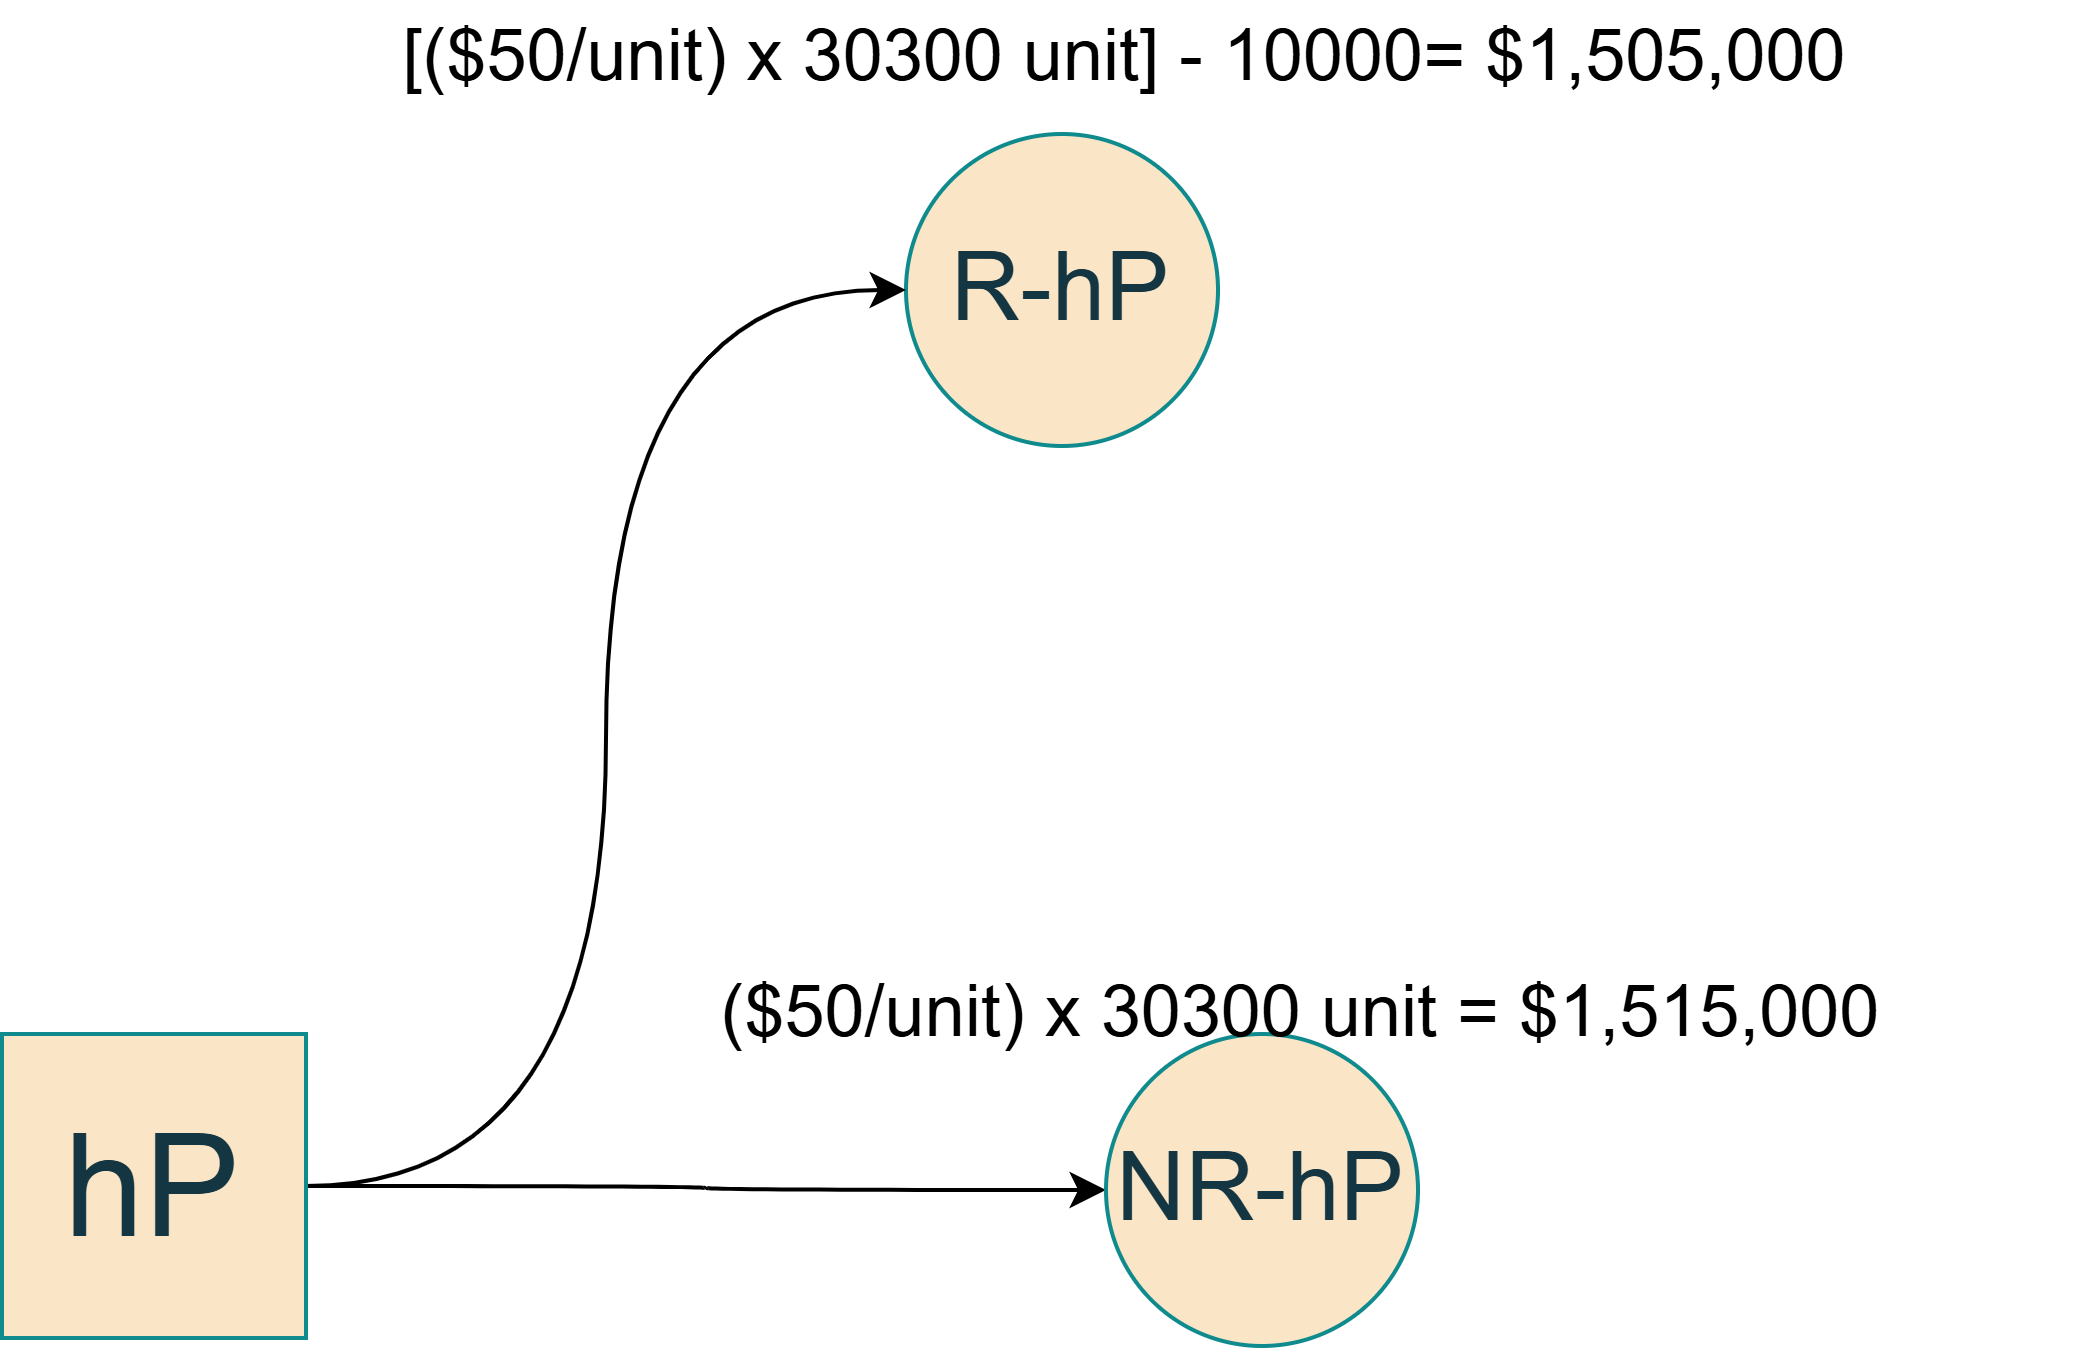 [($50/unit) x 30300 unit] - 10000= $1,505,000
R-hP
($50/unit) x 30300 unit = $1,515,000
hP
NR-hP